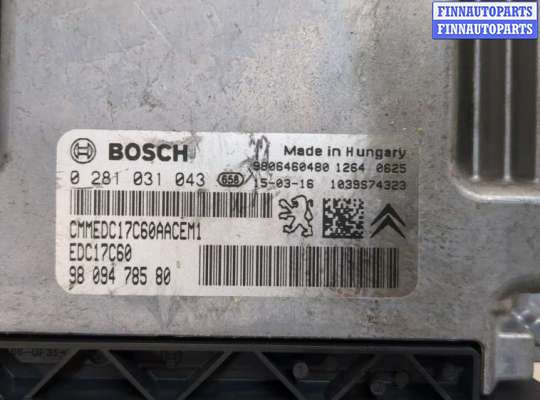 FINNAUTOPARTS
FINNAUTOPARTS
BOSCH
Made in Hungary
9806460480 1264 0625
0 281 031 043 658
15-03-16 1039S74323
CMMEDC17C60AACEM1
EDC17C60
98 094 785 80